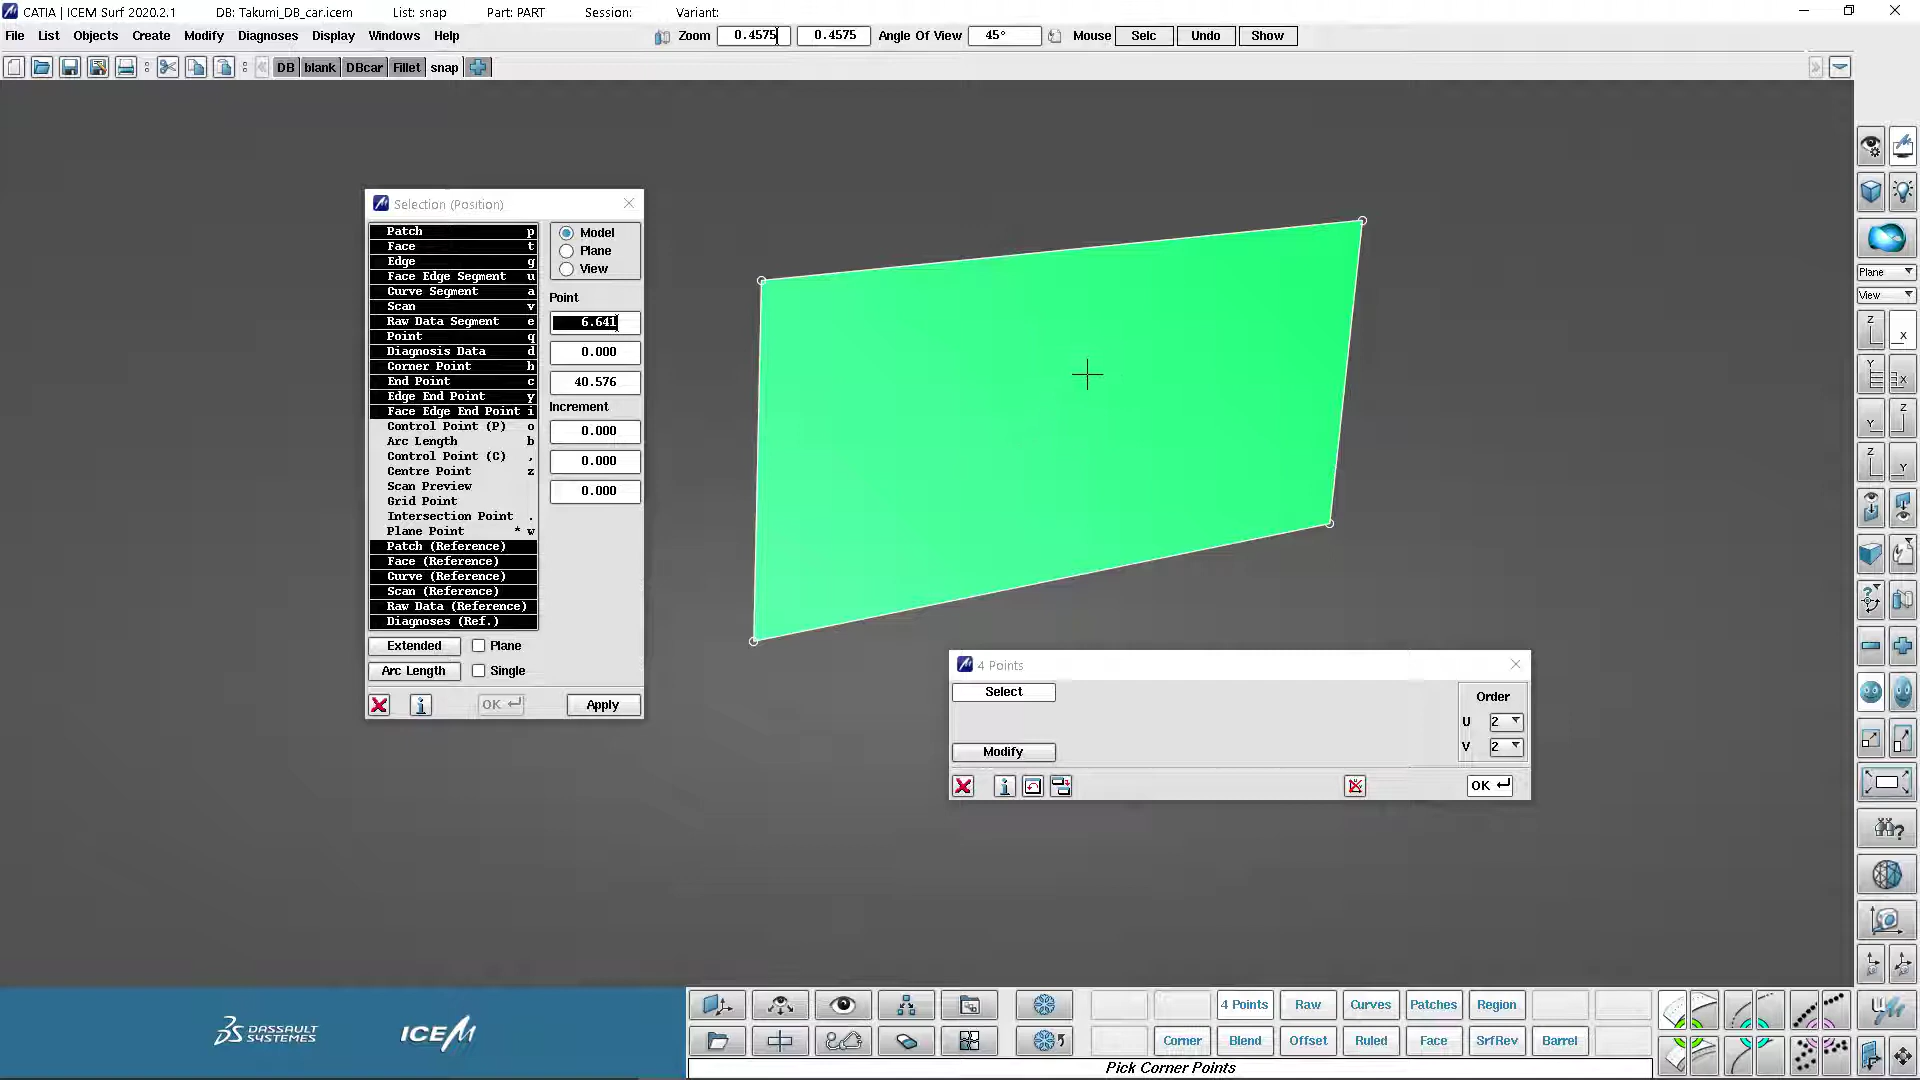 CATIA | ICEM Surf 2020.2.1 DB: Takumi_DB_car.icem List: snap Part: PART Session: Variant:
File List Objects Create Modify Diagnoses Display Windows Help Zoom 0.4575 0.4575 Angle Of View 45° Mouse Selc Undo Show
DB blank DBcar Fillet snap
Selection (Position)
Patch p
Face t
Edge g
Face Edge Segment u
Curve Segment a
Scan v
Raw Data Segment e
Point q
Diagnosis Data d
Corner Point h
End Point c
Edge End Point y
Face Edge End Point i
Control Point (P) o
Arc Length b
Control Point (C) ,
Centre Point z
Scan Preview
Grid Point
Intersection Point .
Plane Point * w
Patch (Reference)
Face (Reference)
Curve (Reference)
Scan (Reference)
Raw Data (Reference)
Diagnoses (Ref.)
Model
Plane
View
Point
6.641
0.000
40.576
Increment
0.000
0.000
0.000
Extended Plane
Arc Length Single
OK Apply
4 Points
Select Order
U 2
Modify V 2
OK
Plane
View
Z
X
Y
X
Z
Y
Z
Y
DASSAULT SYSTEMES
ICEM
4 Points Raw Curves Patches Region
Corner Blend Offset Ruled Face SrfRev Barrel
Pick Corner Points